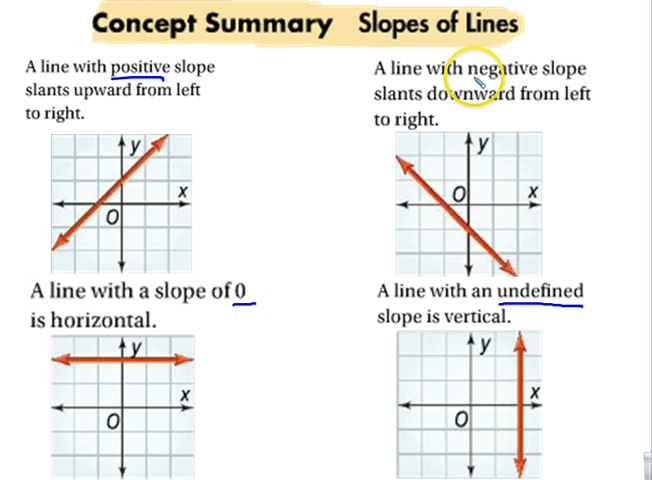 Concept Summary Slopes of Lines
A line with positive slope
slants upward from left
to right.
y
x
O
A line with negative slope
slants downward from left
to right.
y
x
O
A line with a slope of 0
is horizontal.
y
x
O
A line with an undefined
slope is vertical.
y
x
O